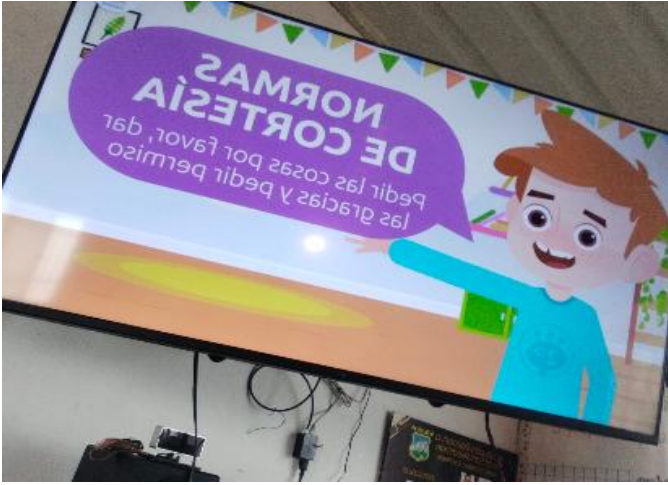 NORMAS
DE CORTESÍA
Pedir las cosas por favor, dar
las gracias y pedir permiso